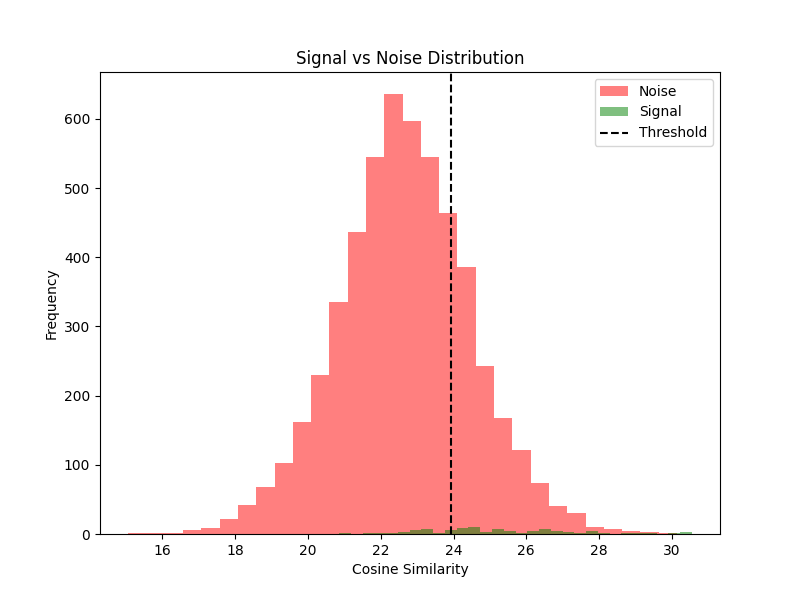 Signal vs Noise Distribution
Noise
Signal
Threshold
Frequency
600
500
400
300
200
100
0
16 18 20 22 24 26 28 30
Cosine Similarity